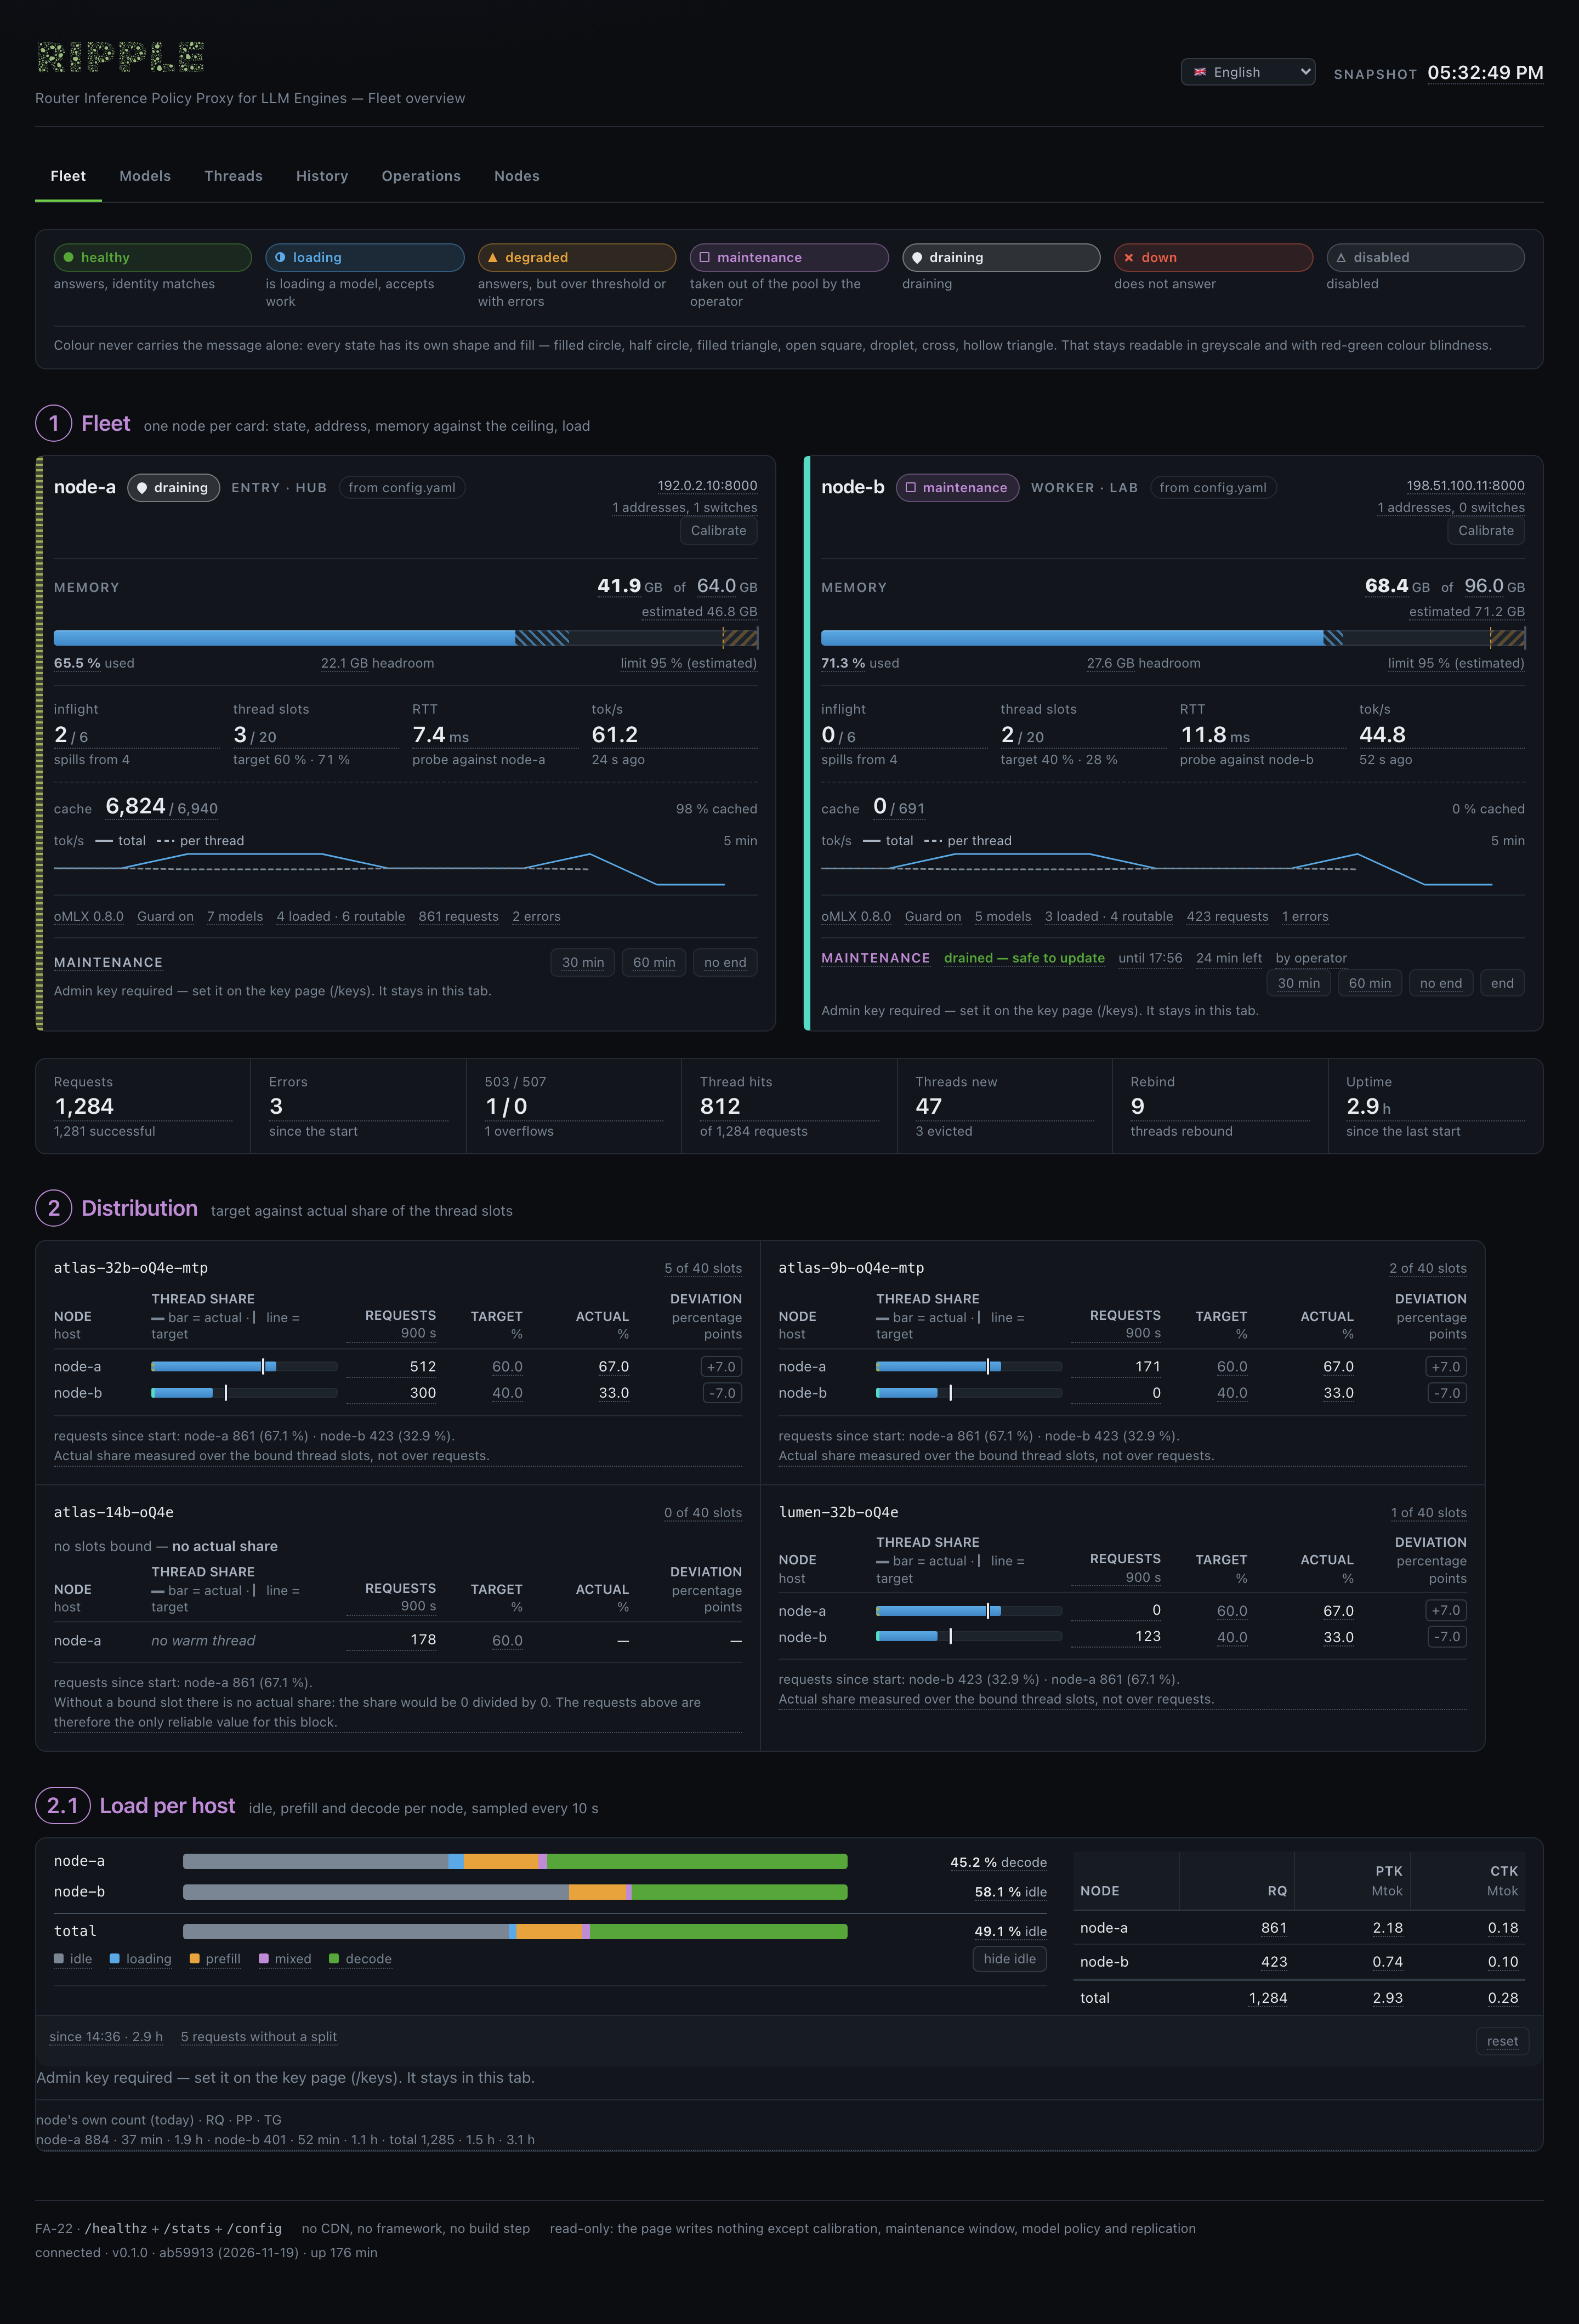 RIPPLE
Router Inference Policy Proxy for LLM Engines — Fleet overview
English
SNAPSHOT 05:32:49 PM
Fleet Models Threads History Operations Nodes
healthy
answers, identity matches
loading
is loading a model, accepts
work
degraded
answers, but over threshold or
with errors
maintenance
taken out of the pool by the
operator
draining
draining
down
does not answer
disabled
disabled
Colour never carries the message alone: every state has its own shape and fill — filled circle, half circle, filled triangle, open square, droplet, cross, hollow triangle. That stays readable in greyscale and with red-green colour blindness.
1 Fleet one node per card: state, address, memory against the ceiling, load
node-a draining ENTRY · HUB from config.yaml 192.0.2.10:8000
1 addresses, 1 switches
Calibrate
MEMORY 41.9 GB of 64.0 GB
estimated 46.8 GB
65.5 % used 22.1 GB headroom limit 95 % (estimated)
inflight thread slots RTT tok/s
2 / 6 3 / 20 7.4 ms 61.2
spills from 4 target 60 % · 71 % probe against node-a 24 s ago
cache 6,824 / 6,940 98 % cached
tok/s total per thread 5 min
oMLX 0.8.0 Guard on 7 models 4 loaded · 6 routable 861 requests 2 errors
MAINTENANCE 30 min 60 min no end
Admin key required — set it on the key page (/keys). It stays in this tab.
node-b maintenance WORKER · LAB from config.yaml 198.51.100.11:8000
1 addresses, 0 switches
Calibrate
MEMORY 68.4 GB of 96.0 GB
estimated 71.2 GB
71.3 % used 27.6 GB headroom limit 95 % (estimated)
inflight thread slots RTT tok/s
0 / 6 2 / 20 11.8 ms 44.8
spills from 4 target 40 % · 28 % probe against node-b 52 s ago
cache 0 / 691 0 % cached
tok/s total per thread 5 min
oMLX 0.8.0 Guard on 5 models 3 loaded · 4 routable 423 requests 1 errors
MAINTENANCE drained — safe to update until 17:56 24 min left by operator
30 min 60 min no end end
Admin key required — set it on the key page (/keys). It stays in this tab.
Requests Errors 503 / 507 Thread hits Threads new Rebind Uptime
1,284 3 1 / 0 812 47 9 2.9 h
1,281 successful since the start 1 overflows of 1,284 requests 3 evicted threads rebound since the last start
2 Distribution target against actual share of the thread slots
atlas-32b-oQ4e-mtp 5 of 40 slots
THREAD SHARE DEVIATION
NODE bar = actual · | line = REQUESTS TARGET ACTUAL percentage
host target 900 s % % points
node-a 512 60.0 67.0 +7.0
node-b 300 40.0 33.0 -7.0
requests since start: node-a 861 (67.1 %) · node-b 423 (32.9 %).
Actual share measured over the bound thread slots, not over requests.
atlas-9b-oQ4e-mtp 2 of 40 slots
THREAD SHARE DEVIATION
NODE bar = actual · | line = REQUESTS TARGET ACTUAL percentage
host target 900 s % % points
node-a 171 60.0 67.0 +7.0
node-b 0 40.0 33.0 -7.0
requests since start: node-a 861 (67.1 %) · node-b 423 (32.9 %).
Actual share measured over the bound thread slots, not over requests.
atlas-14b-oQ4e 0 of 40 slots
no slots bound — no actual share
THREAD SHARE DEVIATION
NODE bar = actual · | line = REQUESTS TARGET ACTUAL percentage
host target 900 s % % points
node-a no warm thread 178 60.0 — —
requests since start: node-a 861 (67.1 %).
Without a bound slot there is no actual share: the share would be 0 divided by 0. The requests above are
therefore the only reliable value for this block.
lumen-32b-oQ4e 1 of 40 slots
THREAD SHARE DEVIATION
NODE bar = actual · | line = REQUESTS TARGET ACTUAL percentage
host target 900 s % % points
node-a 0 60.0 67.0 +7.0
node-b 123 40.0 33.0 -7.0
requests since start: node-b 423 (32.9 %) · node-a 861 (67.1 %).
Actual share measured over the bound thread slots, not over requests.
2.1 Load per host idle, prefill and decode per node, sampled every 10 s
node-a 45.2 % decode
node-b 58.1 % idle
total 49.1 % idle
idle loading prefill mixed decode hide idle
PTK CTK
NODE RQ Mtok Mtok
node-a 861 2.18 0.18
node-b 423 0.74 0.10
total 1,284 2.93 0.28
since 14:36 · 2.9 h 5 requests without a split reset
Admin key required — set it on the key page (/keys). It stays in this tab.
node's own count (today) · RQ · PP · TG
node-a 884 · 37 min · 1.9 h · node-b 401 · 52 min · 1.1 h · total 1,285 · 1.5 h · 3.1 h
FA-22 · /healthz + /stats + /config no CDN, no framework, no build step read-only: the page writes nothing except calibration, maintenance window, model policy and replication
connected · v0.1.0 · ab59913 (2026-11-19) · up 176 min